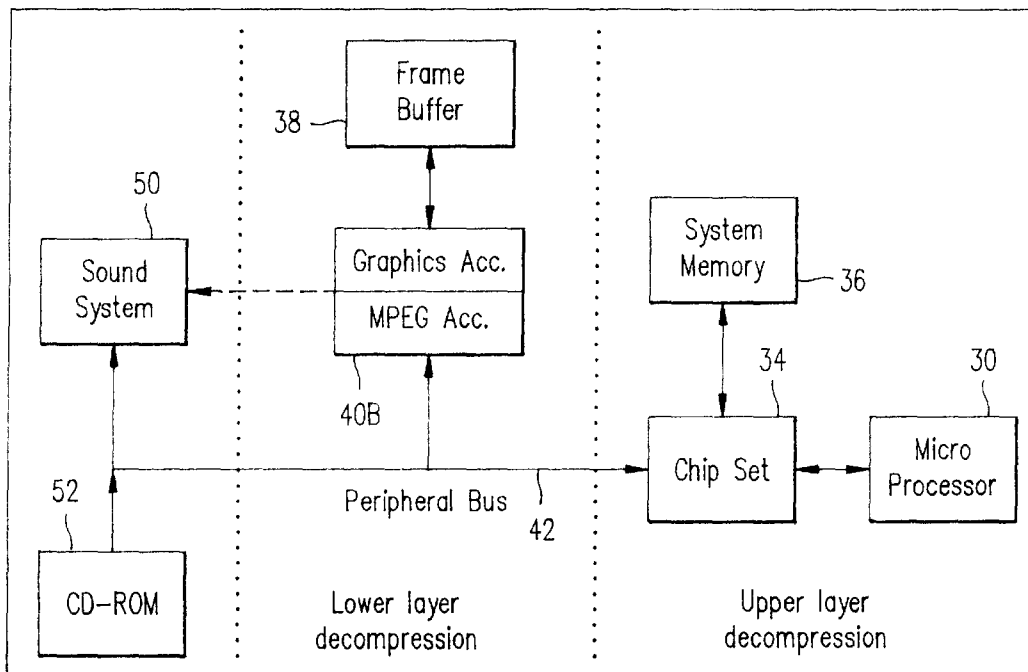 Frame
Buffer
38
50
Sound
System
Graphics Acc.
MPEG Acc.
40B
System
Memory
36
34
30
Chip Set
Micro
Processor
Peripheral Bus
42
52
CD-ROM
Lower layer
decompression
Upper layer
decompression